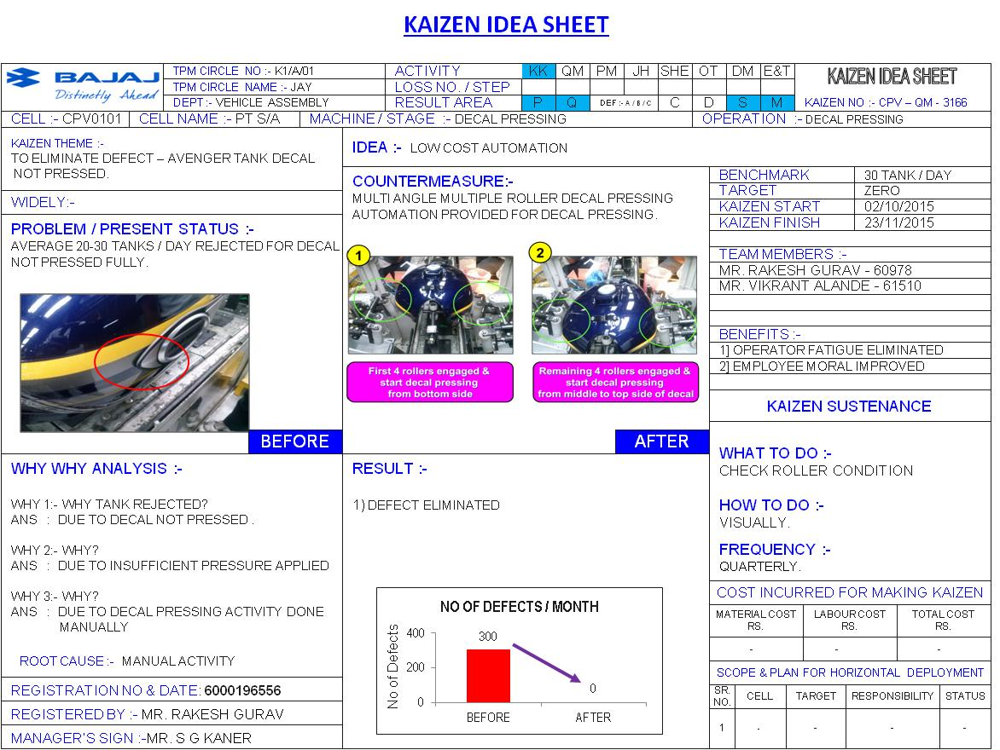 KAIZEN IDEA SHEET
BAJAJ
Distinctly Ahead
TPM CIRCLE NO :- K1/A/01
TPM CIRCLE NAME :- JAY
DEPT :- VEHICLE ASSEMBLY
ACTIVITY KK QM PM JH SHE OT DM E&T
LOSS NO. / STEP
RESULT AREA P Q DEF :- A / B / C C D S M
KAIZEN IDEA SHEET
KAIZEN NO :- CPV – QM - 3166
CELL :- CPV0101 CELL NAME :- PT S/A MACHINE / STAGE :- DECAL PRESSING OPERATION :- DECAL PRESSING
KAIZEN THEME :-
TO ELIMINATE DEFECT – AVENGER TANK DECAL
NOT PRESSED.
WIDELY:-
PROBLEM / PRESENT STATUS :-
AVERAGE 20-30 TANKS / DAY REJECTED FOR DECAL
NOT PRESSED FULLY.
BEFORE
IDEA :- LOW COST AUTOMATION
COUNTERMEASURE:-
MULTI ANGLE MULTIPLE ROLLER DECAL PRESSING
AUTOMATION PROVIDED FOR DECAL PRESSING.
1
2
First 4 rollers engaged &
start decal pressing
from bottom side
Remaining 4 rollers engaged &
start decal pressing
from middle to top side of decal
AFTER
BENCHMARK 30 TANK / DAY
TARGET ZERO
KAIZEN START 02/10/2015
KAIZEN FINISH 23/11/2015
TEAM MEMBERS :-
MR. RAKESH GURAV - 60978
MR. VIKRANT ALANDE - 61510
BENEFITS :-
1] OPERATOR FATIGUE ELIMINATED
2] EMPLOYEE MORAL IMPROVED
KAIZEN SUSTENANCE
WHAT TO DO :-
CHECK ROLLER CONDITION
HOW TO DO :-
VISUALLY.
FREQUENCY :-
QUARTERLY.
WHY WHY ANALYSIS :-
WHY 1:- WHY TANK REJECTED?
ANS : DUE TO DECAL NOT PRESSED .
WHY 2:- WHY?
ANS : DUE TO INSUFFICIENT PRESSURE APPLIED
WHY 3:- WHY?
ANS : DUE TO DECAL PRESSING ACTIVITY DONE
MANUALLY
ROOT CAUSE :- MANUAL ACTIVITY
REGISTRATION NO & DATE: 6000196556
REGISTERED BY :- MR. RAKESH GURAV
MANAGER'S SIGN :-MR. S G KANER
RESULT :-
1) DEFECT ELIMINATED
NO OF DEFECTS / MONTH
No of Defects
400
200
0
300
0
BEFORE AFTER
COST INCURRED FOR MAKING KAIZEN
MATERIAL COST RS. LABOUR COST RS. TOTAL COST RS.
- - -
SCOPE & PLAN FOR HORIZONTAL DEPLOYMENT
SR. NO. CELL TARGET RESPONSIBILITY STATUS
1 - - - -